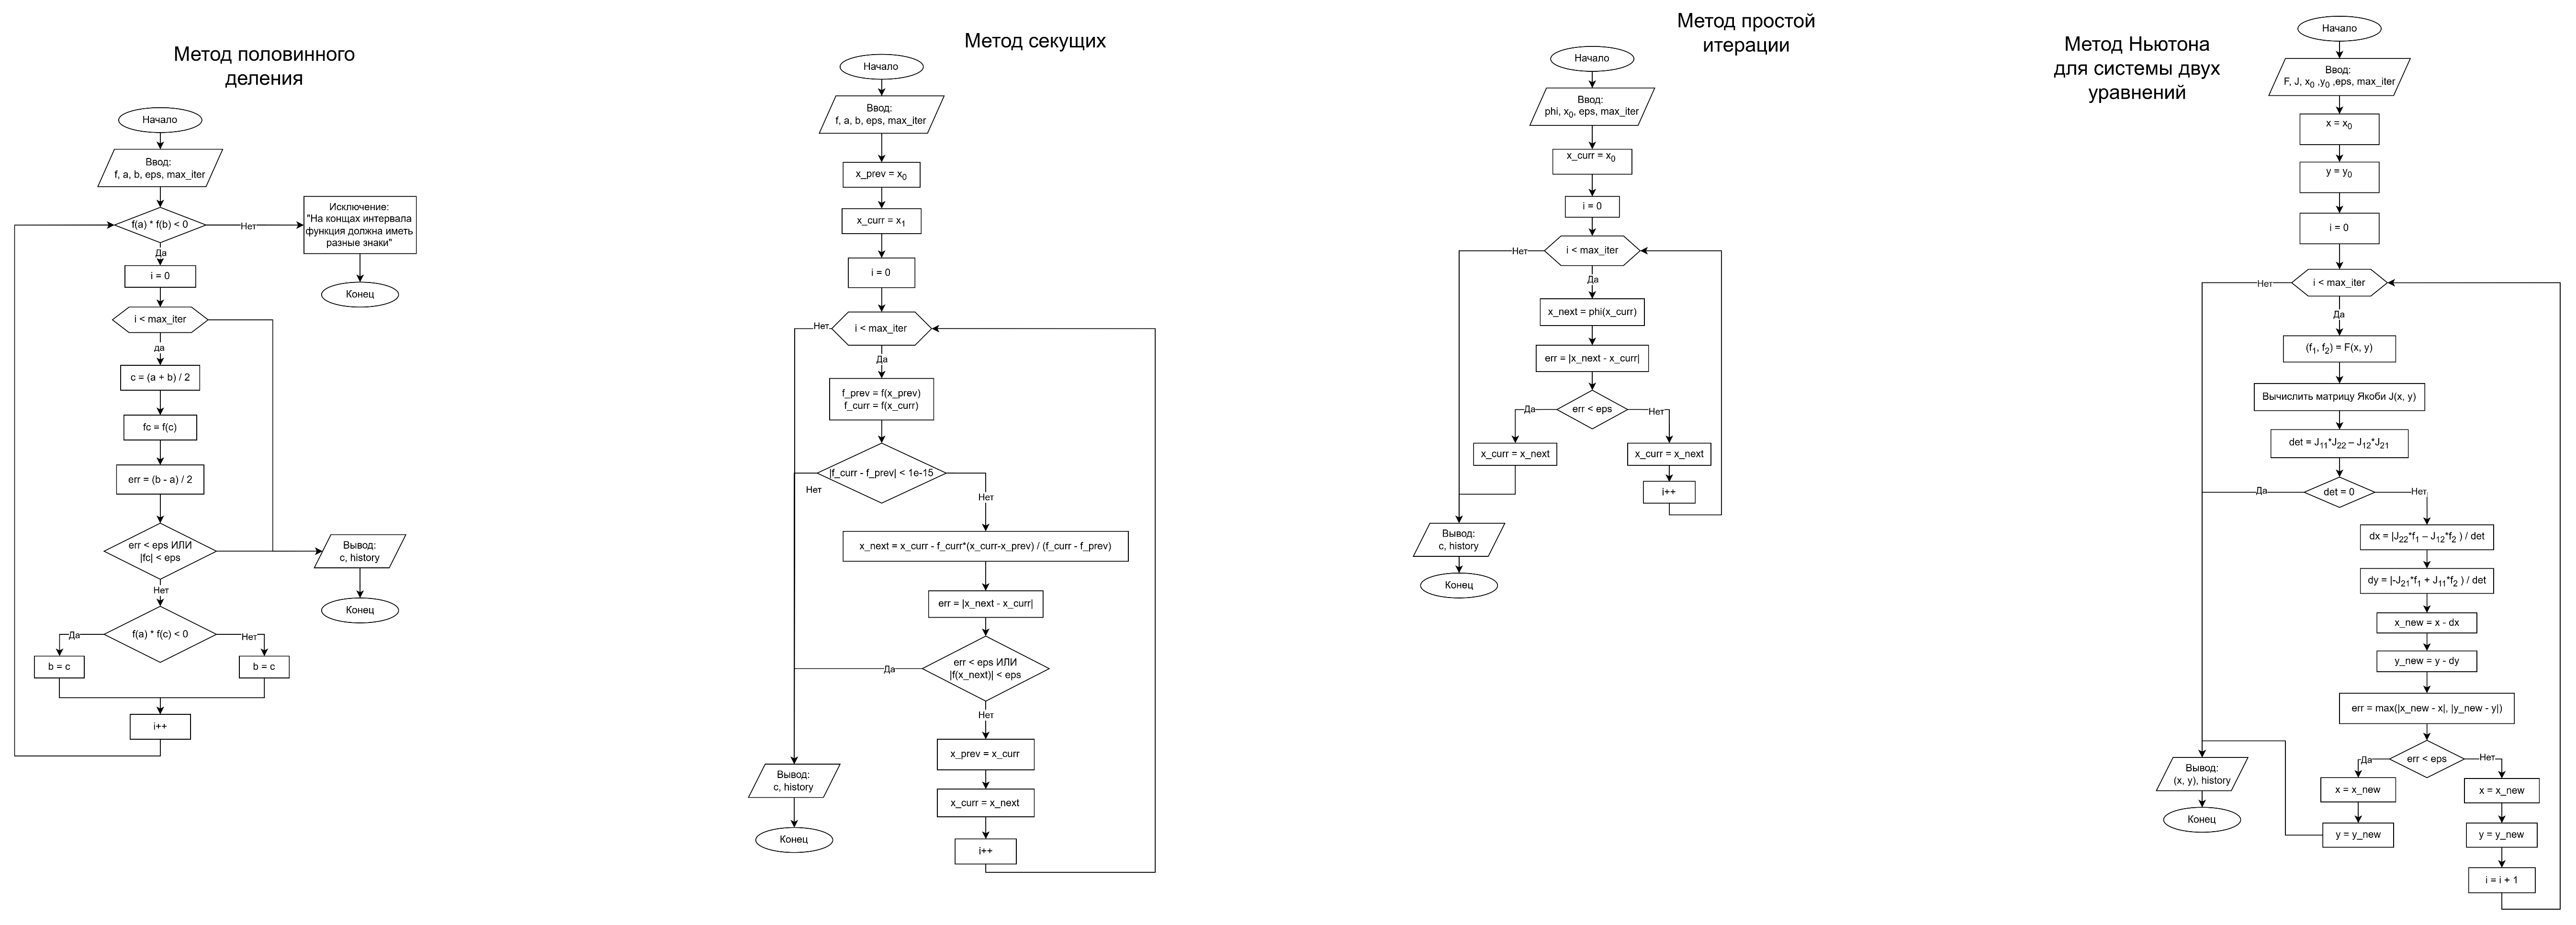 Метод половинного
деления
Начало
Ввод:
f, a, b, eps, max_iter
f(a) * f(b) < 0
Нет
Исключение:
"На концах интервала
функция должна иметь
разные знаки"
Конец
Да
i = 0
i < max_iter
да
c = (a + b) / 2
fc = f(c)
err = (b - a) / 2
err < eps ИЛИ
|fc| < eps
Вывод:
c, history
Конец
Нет
f(a) * f(c) < 0
Да
Нет
b = c
b = c
i++
Метод секущих
Начало
Ввод:
f, a, b, eps, max_iter
x_prev = x₀
x_curr = x₁
i = 0
i < max_iter
Нет
Да
f_prev = f(x_prev)
f_curr = f(x_curr)
|f_curr - f_prev| < 1e-15
Нет
Нет
x_next = x_curr - f_curr*(x_curr-x_prev) / (f_curr - f_prev)
err = |x_next - x_curr|
err < eps ИЛИ
|f(x_next)| < eps
Да
Нет
x_prev = x_curr
x_curr = x_next
i++
Вывод:
c, history
Конец
Метод простой
итерации
Начало
Ввод:
phi, x₀, eps, max_iter
x_curr = x₀
i = 0
i < max_iter
Нет
Да
x_next = phi(x_curr)
err = |x_next - x_curr|
err < eps
Да
Нет
x_curr = x_next
x_curr = x_next
i++
Вывод:
c, history
Конец
Метод Ньютона
для системы двух
уравнений
Начало
Ввод:
F, J, x₀ ,y₀ ,eps, max_iter
x = x₀
y = y₀
i = 0
i < max_iter
Нет
Да
(f₁, f₂) = F(x, y)
Вычислить матрицу Якоби J(x, y)
det = J₁₁*J₂₂ – J₁₂*J₂₁
det = 0
Да
Нет
dx = |J₂₂*f₁ – J₁₂*f₂ ) / det
dy = |-J₂₁*f₁ + J₁₁*f₂ ) / det
x_new = x - dx
y_new = y - dy
err = max(|x_new - x|, |y_new - y|)
err < eps
Да
Нет
x = x_new
x = x_new
y = y_new
y = y_new
i = i + 1
Вывод:
(x, y), history
Конец